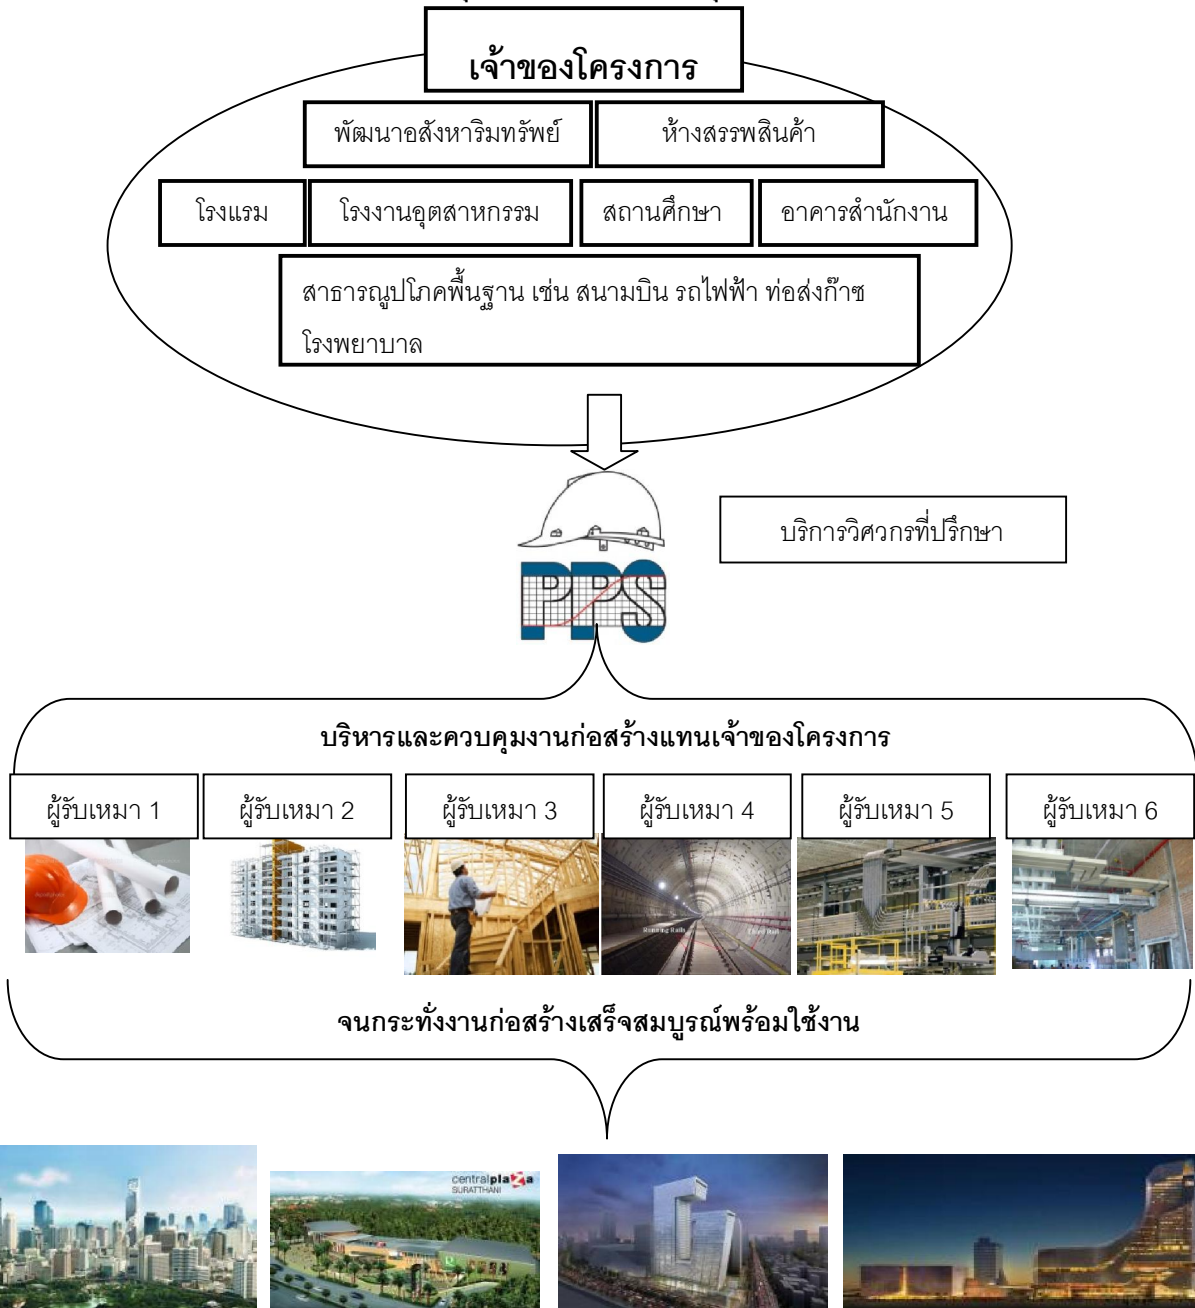 เจ้าของโครงการ
พัฒนาอสังหาริมทรัพย์
ห้างสรรพสินค้า
โรงแรม
โรงงานอุตสาหกรรม
สถานศึกษา
อาคารสำนักงาน
สาธารณูปโภคพื้นฐาน เช่น สนามบิน รถไฟฟ้า ท่อส่งก๊าซ
โรงพยาบาล
บริการวิศวกรที่ปรึกษา
PPS
บริหารและควบคุมงานก่อสร้างแทนเจ้าของโครงการ
ผู้รับเหมา 1
ผู้รับเหมา 2
ผู้รับเหมา 3
ผู้รับเหมา 4
ผู้รับเหมา 5
ผู้รับเหมา 6
Running Rails
Third Rail
จนกระทั่งงานก่อสร้างเสร็จสมบูรณ์พร้อมใช้งาน
centralplaza
SURATTHANI